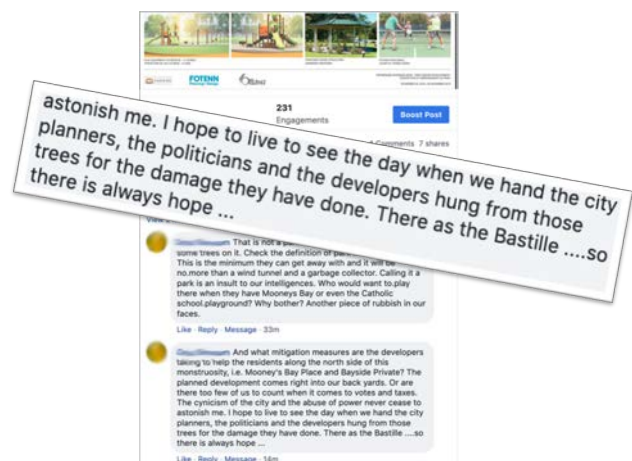 FOTENN
Ottawa
231
Engagements
Boost Post
Comments 7 shares
astonish me. I hope to live to see the day when we hand the city
planners, the politicians and the developers hung from those
trees for the damage they have done. There as the Bastille ....so
there is always hope ...
That is not a
some trees on it. Check the definition of
This is the minimum they can get away with and it will be
no.more than a wind tunnel and a garbage collector. Calling it a
park is an insult to our intelligences. Who would want to.play
there when they have Mooneys Bay or even the Catholic
school.playground? Why bother? Another piece of rubbish in our
faces.
Like · Reply · Message · 33m
And what mitigation measures are the developers
taking to help the residents along the north side of this
monstruosity, i.e. Mooney's Bay Place and Bayside Private? The
planned development comes right into our back yards. Or are
there too few of us to count when it comes to votes and taxes.
The cynicism of the city and the abuse of power never cease to
astonish me. I hope to live to see the day when we hand the city
planners, the politicians and the developers hung from those
trees for the damage they have done. There as the Bastille ....so
there is always hope ...
Like · Reply · Message · 14m